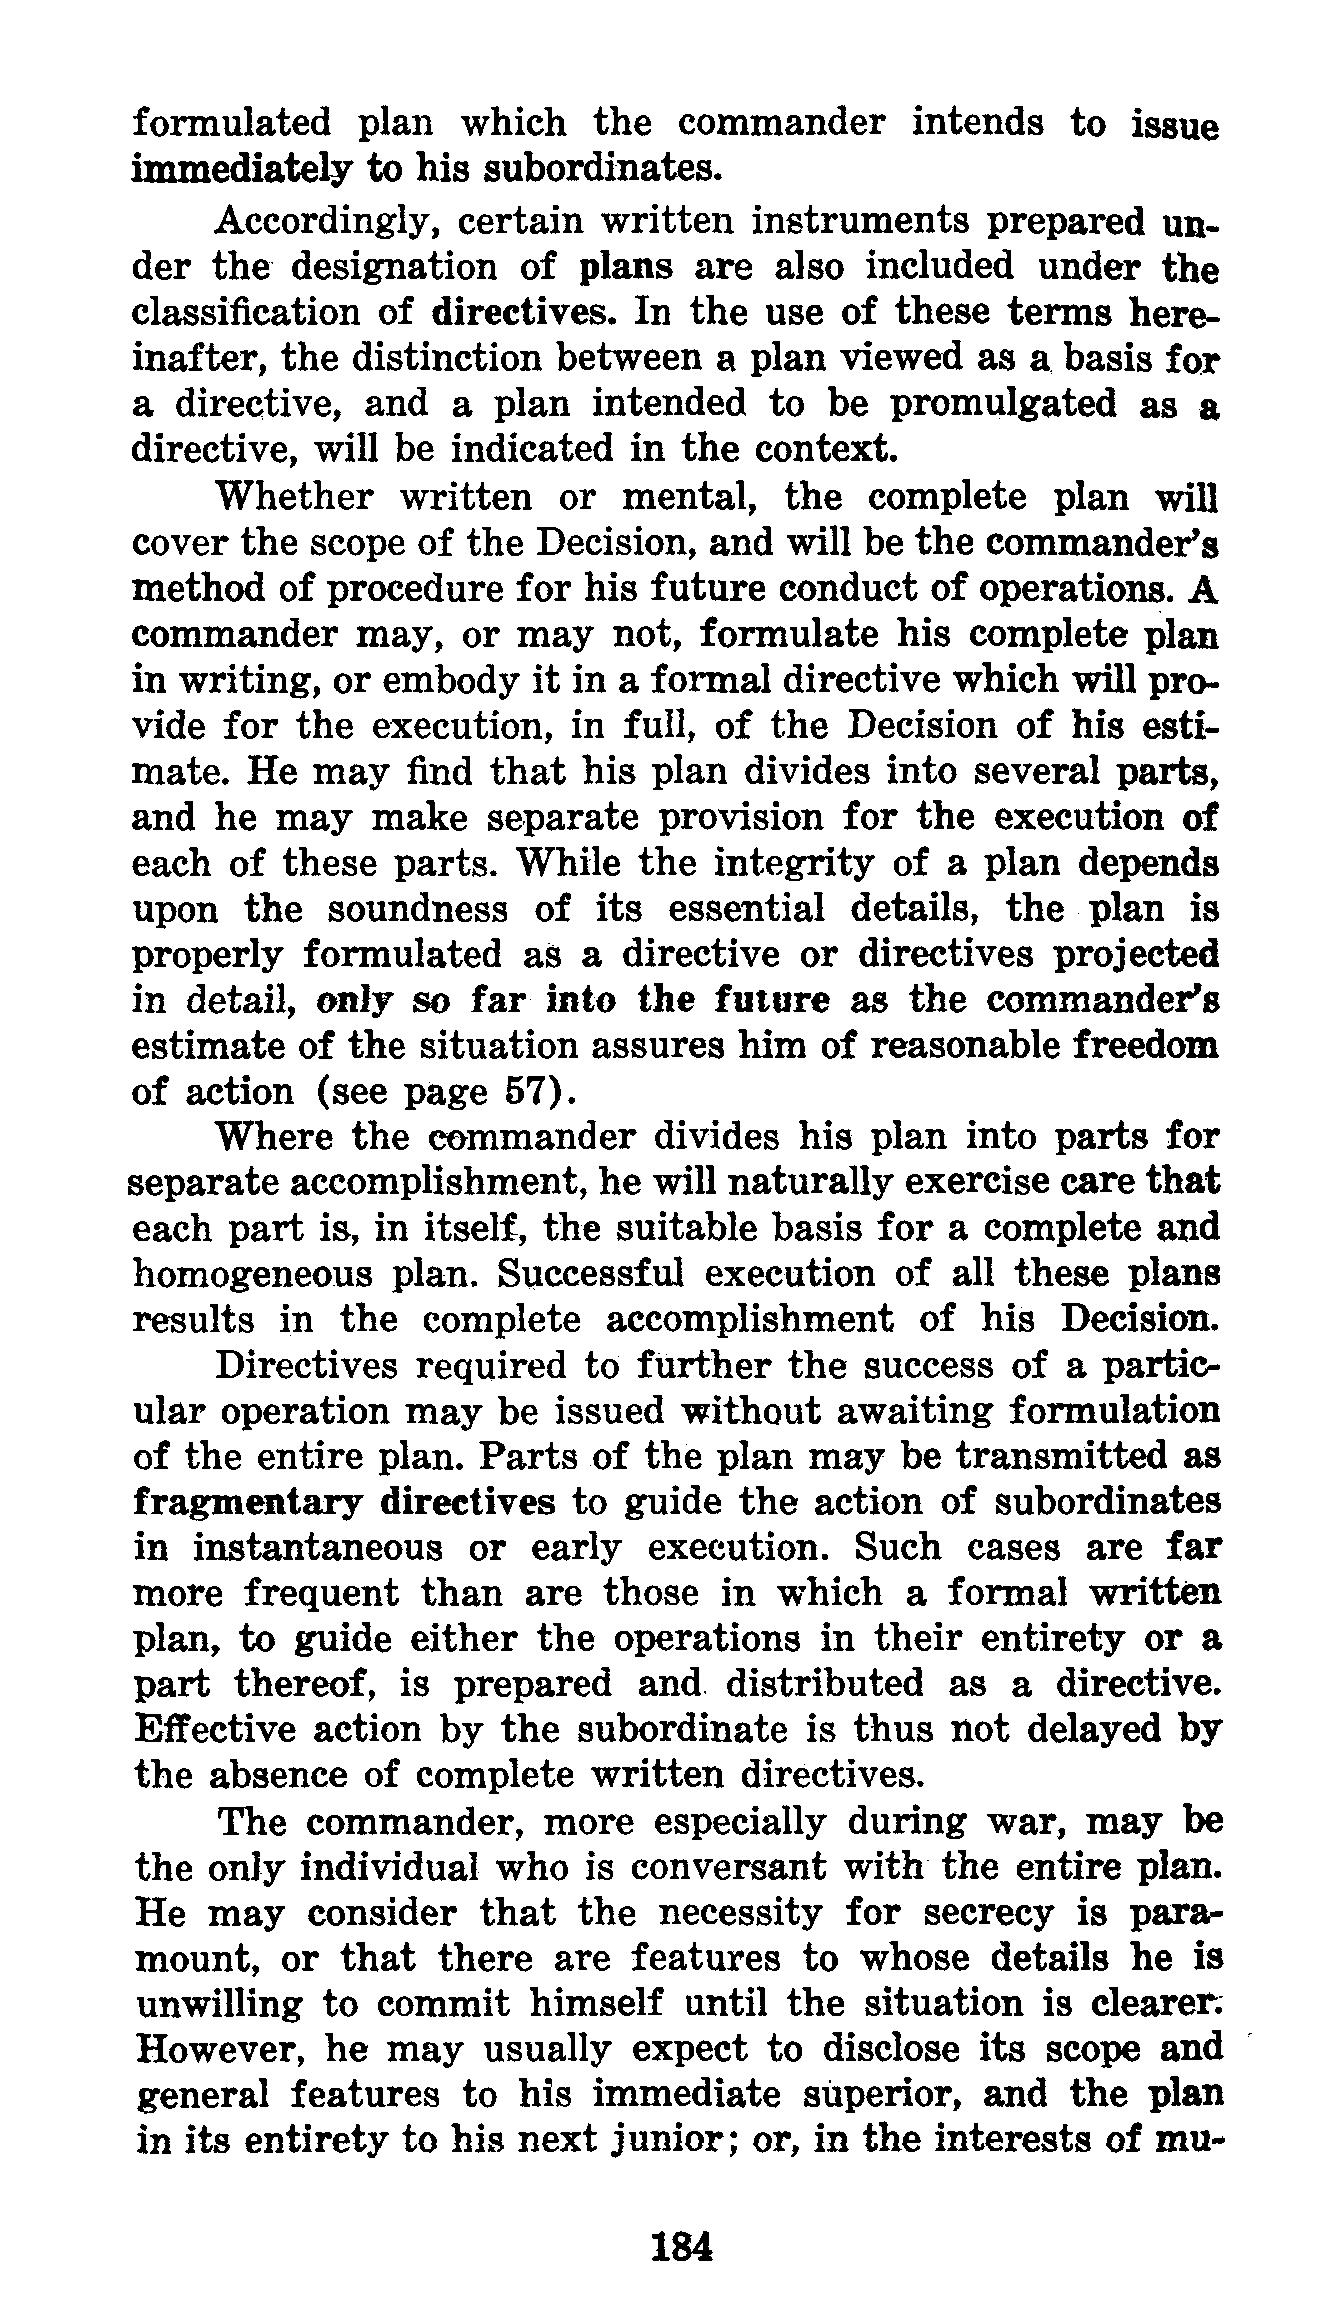 formulated plan which the commander intends to issue
immediately to his subordinates.
Accordingly, certain written instruments prepared un-
der the designation of plans are also included under the
classification of directives. In the use of these terms here-
inafter, the distinction between a plan viewed as a basis for
a directive, and a plan intended to be promulgated as a
directive, will be indicated in the context.
Whether written or mental, the complete plan will
cover the scope of the Decision, and will be the commander's
method of procedure for his future conduct of operations. A
commander may, or may not, formulate his complete plan
in writing, or embody it in a formal directive which will pro-
vide for the execution, in full, of the Decision of his esti-
mate. He may find that his plan divides into several parts,
and he may make separate provision for the execution of
each of these parts. While the integrity of a plan depends
upon the soundness of its essential details, the plan is
properly formulated as a directive or directives projected
in detail, only so far into the future as the commander's
estimate of the situation assures him of reasonable freedom
of action (see page 57).
Where the commander divides his plan into parts for
separate accomplishment, he will naturally exercise care that
each part is, in itself, the suitable basis for a complete and
homogeneous plan. Successful execution of all these plans
results in the complete accomplishment of his Decision.
Directives required to further the success of a partic-
ular operation may be issued without awaiting formulation
of the entire plan. Parts of the plan may be transmitted as
fragmentary directives to guide the action of subordinates
in instantaneous or early execution. Such cases are far
more frequent than are those in which a formal written
plan, to guide either the operations in their entirety or a
part thereof, is prepared and distributed as a directive.
Effective action by the subordinate is thus not delayed by
the absence of complete written directives.
The commander, more especially during war, may be
the only individual who is conversant with the entire plan.
He may consider that the necessity for secrecy is para-
mount, or that there are features to whose details he is
unwilling to commit himself until the situation is clearer.
However, he may usually expect to disclose its scope and
general features to his immediate superior, and the plan
in its entirety to his next junior; or, in the interests of mu-
184